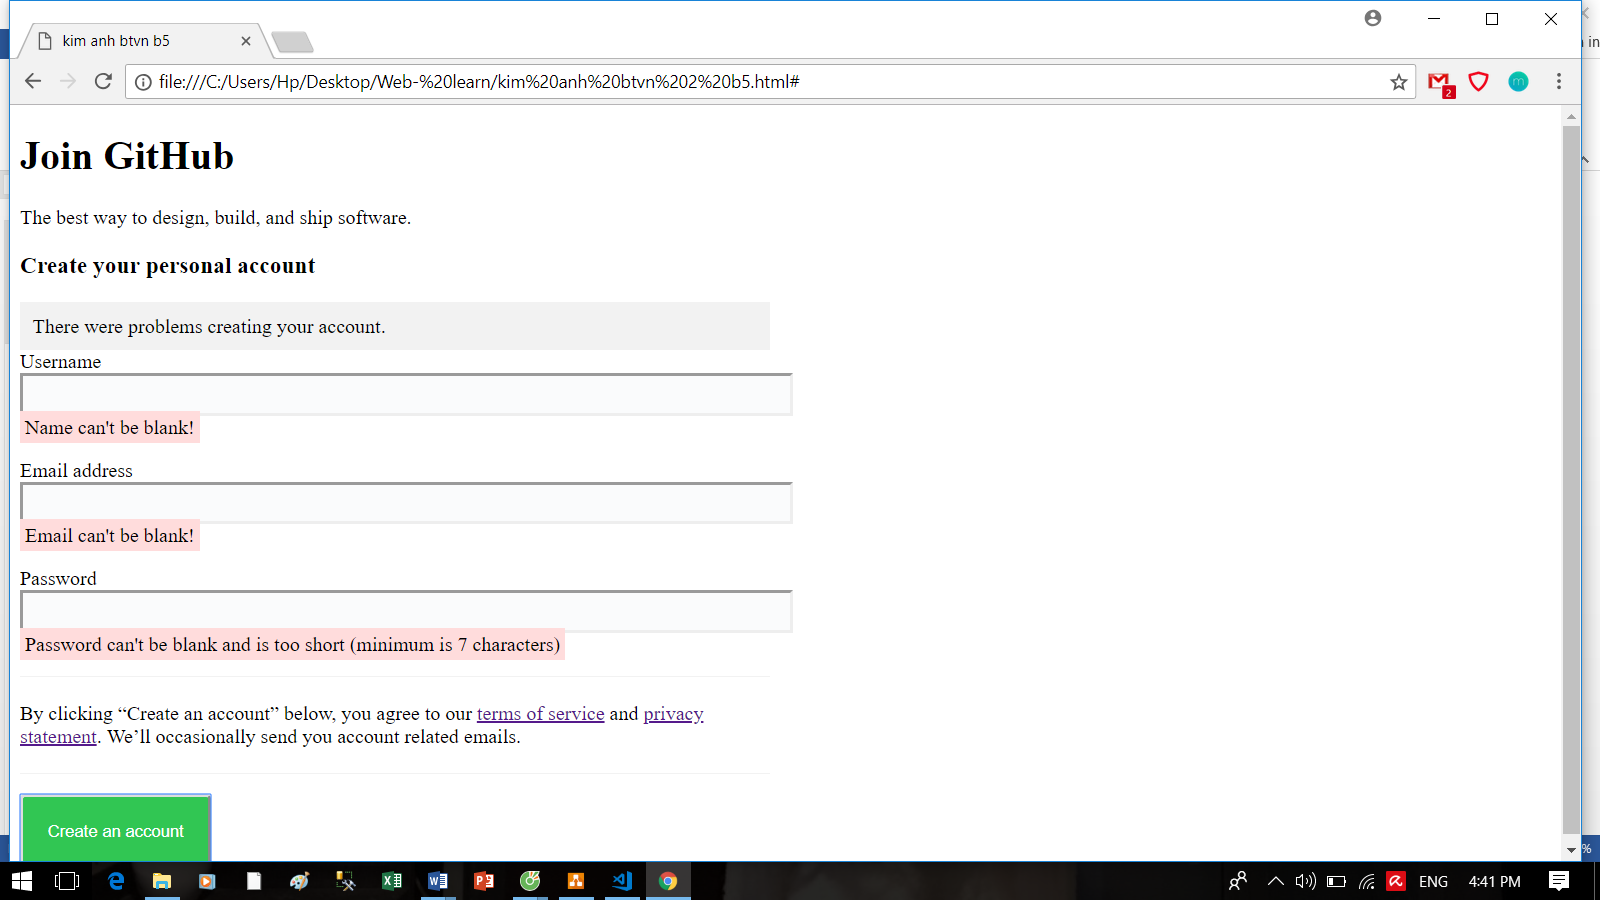 kim anh btvn b5
file:///C:/Users/Hp/Desktop/Web-%20learn/kim%20anh%20btvn%202%20b5.html#
2
m
in
Join GitHub
The best way to design, build, and ship software.
Create your personal account
There were problems creating your account.
Username
Name can't be blank!
Email address
Email can't be blank!
Password
Password can't be blank and is too short (minimum is 7 characters)
By clicking “Create an account” below, you agree to our terms of service and privacy
statement. We’ll occasionally send you account related emails.
Create an account
%
ENG
4:41 PM